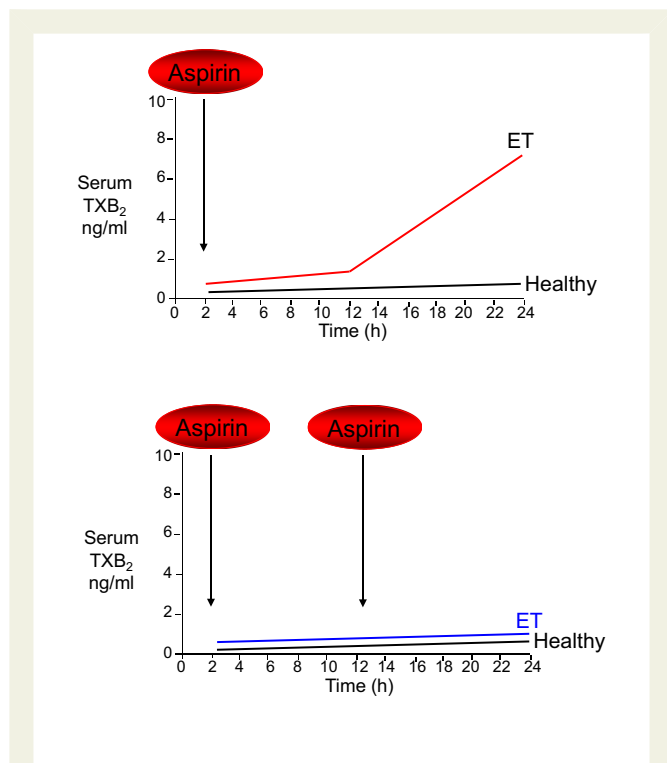 Aspirin
10
8
6
4
2
0
Serum
TXB₂
ng/ml
ET
Healthy
0 2 4 6 8 10 12 14 16 18 20 22 24
Time (h)
Aspirin Aspirin
10
8
6
4
2
0
Serum
TXB₂
ng/ml
ET
Healthy
0 2 4 6 8 10 12 14 16 18 20 22 24
Time (h)